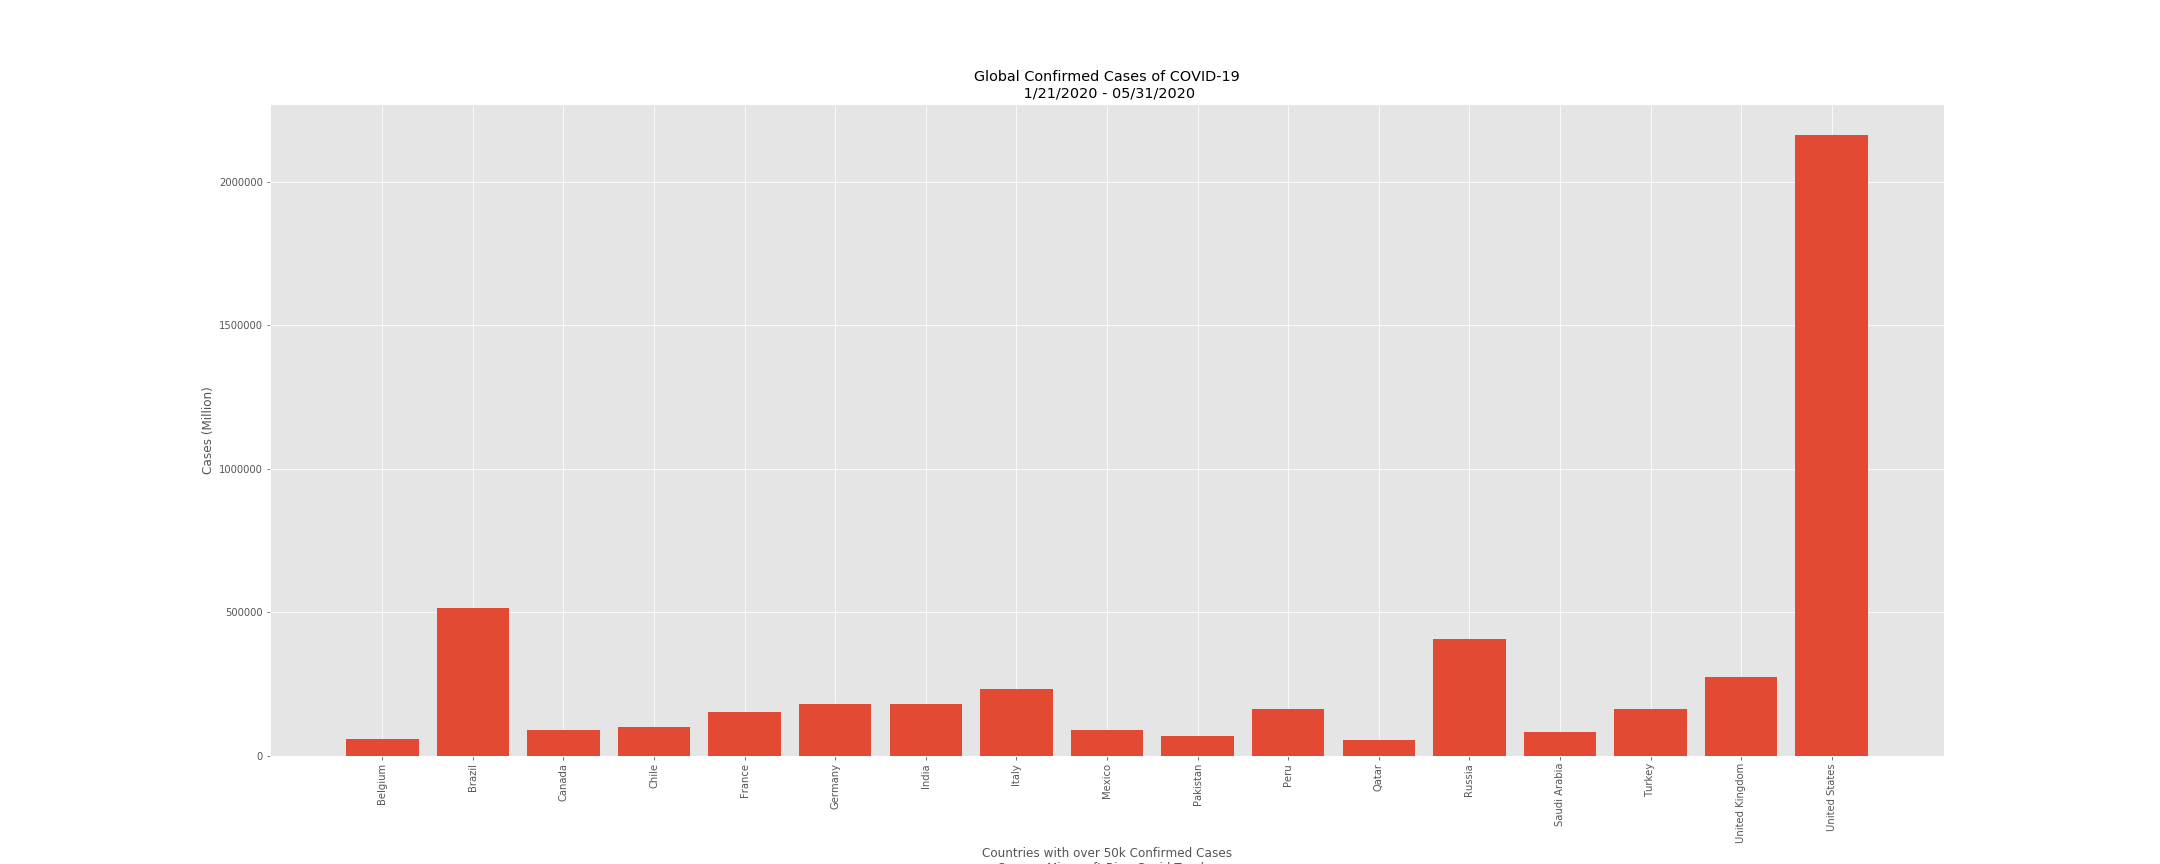 Global Confirmed Cases of COVID-19
1/21/2020 - 05/31/2020
Cases (Million)
2000000
1500000
1000000
500000
0
Belgium
Brazil
Canada
Chile
France
Germany
India
Italy
Mexico
Pakistan
Peru
Qatar
Russia
Saudi Arabia
Turkey
United Kingdom
United States
Countries with over 50k Confirmed Cases